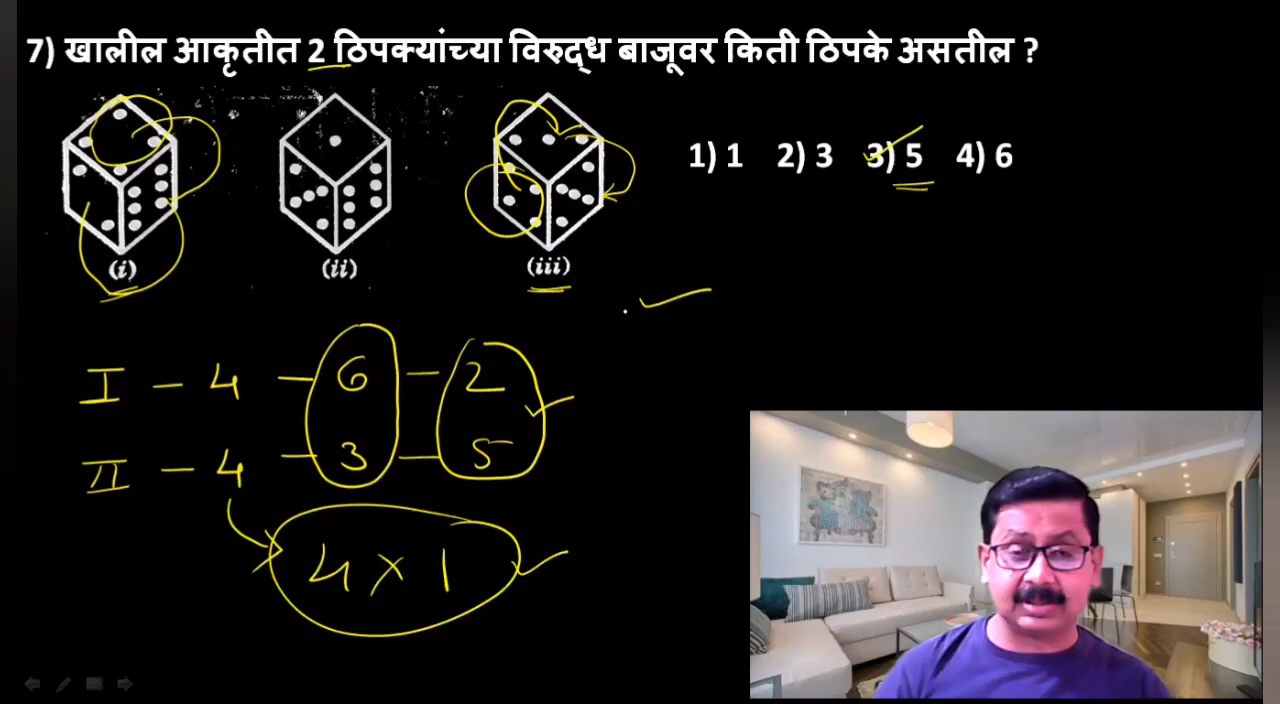 7) खालील आकृतीत 2 ठिपक्यांच्या विरुद्ध बाजूवर किती ठिपके असतील ?
1) 1 2) 3 3) 5 4) 6
(i) (ii) (iii)
I - 4 - 6 - 2
II - 4 - 3 - 5
4 x 1